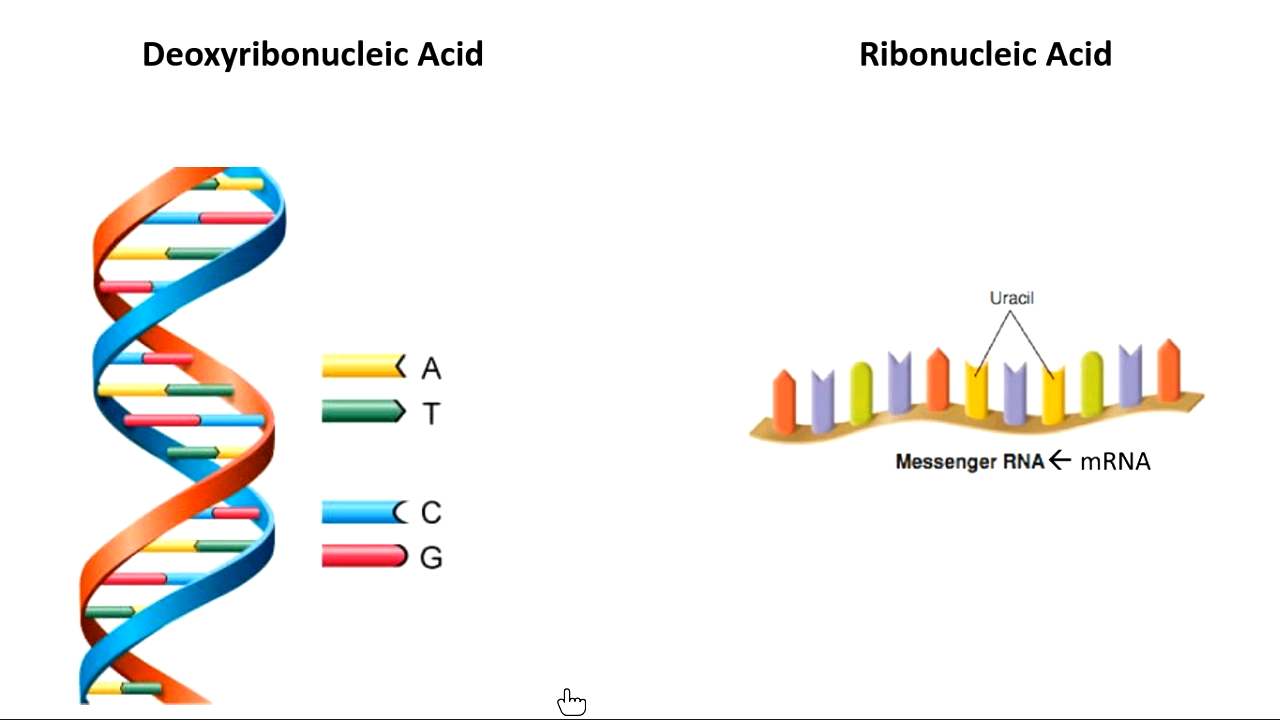 Deoxyribonucleic Acid
Ribonucleic Acid
A
T
C
G
Uracil
Messenger RNA ← mRNA